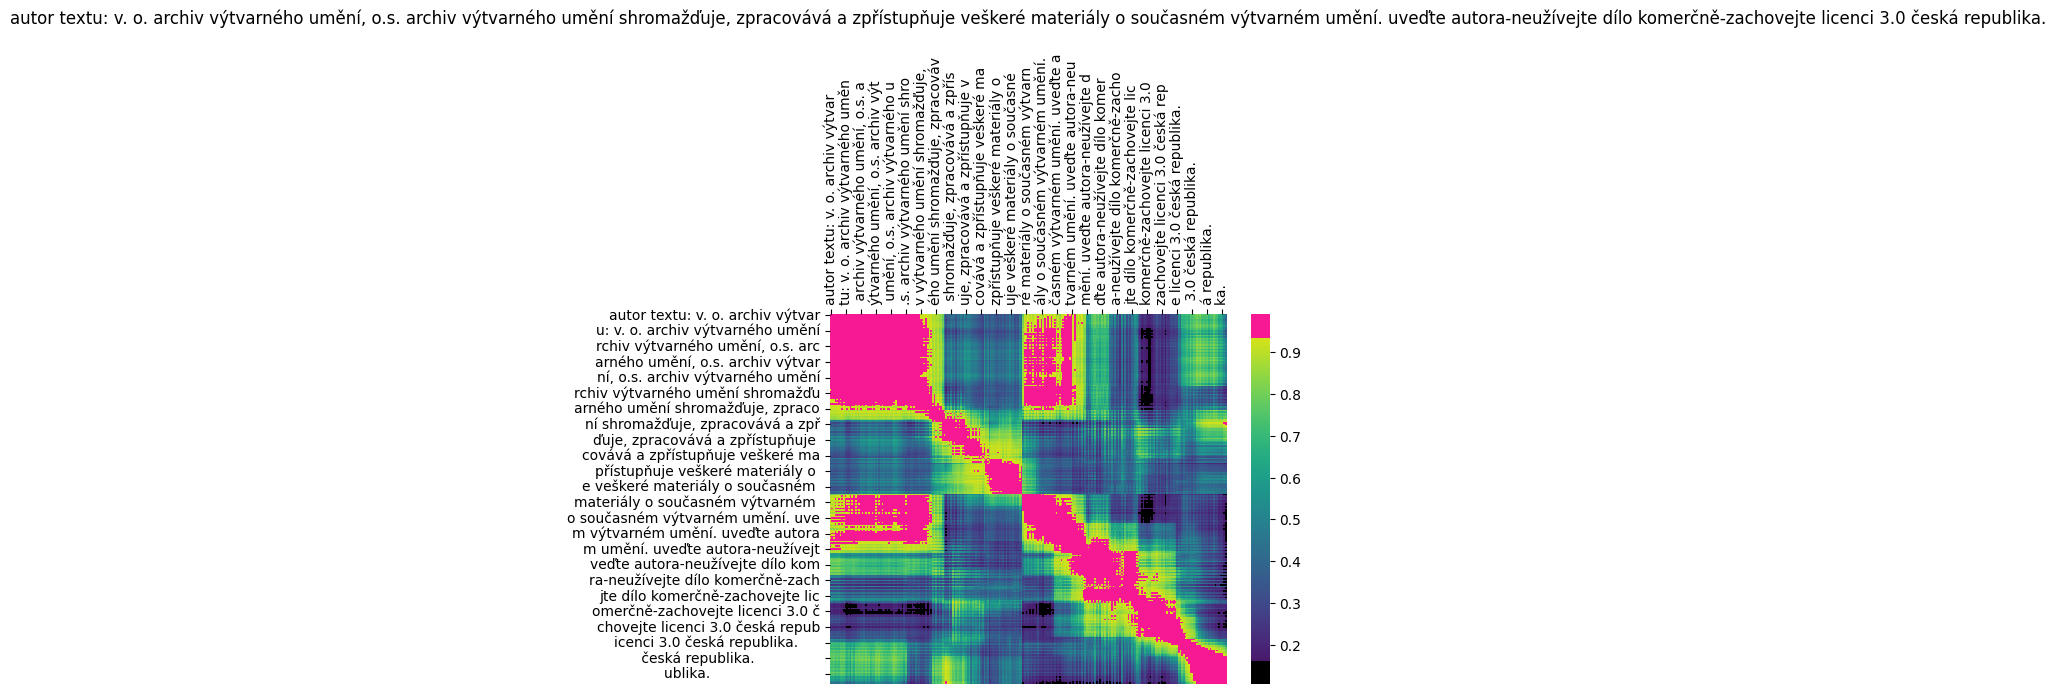 autor textu: v. o. archiv výtvarného umění, o.s. archiv výtvarného umění shromažďuje, zpracovává a zpřístupňuje veškeré materiály o současném výtvarném umění. uveďte autora-neužívejte dílo komerčně-zachovejte licenci 3.0 česká republika.
autor textu: v. o. archiv výtvar
tu: v. o. archiv výtvarného uměn
archiv výtvarného umění, o.s. a
ýtvarného umění, o.s. archiv výt
umění, o.s. archiv výtvarného u
.s. archiv výtvarného umění shro
v výtvarného umění shromažďuje,
ého umění shromažďuje, zpracováv
shromažďuje, zpracovává a zpřís
uje, zpracovává a zpřístupňuje v
covává a zpřístupňuje veškeré ma
zpřístupňuje veškeré materiály o
uje veškeré materiály o současné
ré materiály o současném výtvarn
ály o současném výtvarném umění.
časném výtvarném umění. uveďte a
tvarném umění. uveďte autora-neu
mění. uveďte autora-neužívejte d
ďte autora-neužívejte dílo komer
a-neužívejte dílo komerčně-zacho
jte dílo komerčně-zachovejte lic
komerčně-zachovejte licenci 3.0
zachovejte licenci 3.0 česká rep
e licenci 3.0 česká republika.
3.0 česká republika.
á republika.
ka.
autor textu: v. o. archiv výtvar
u: v. o. archiv výtvarného umění
rchiv výtvarného umění, o.s. arc
arného umění, o.s. archiv výtvar
ní, o.s. archiv výtvarného umění
rchiv výtvarného umění shromažďu
arného umění shromažďuje, zpraco
ní shromažďuje, zpracovává a zpř
ďuje, zpracovává a zpřístupňuje
covává a zpřístupňuje veškeré ma
přístupňuje veškeré materiály o
e veškeré materiály o současném
materiály o současném výtvarném
o současném výtvarném umění. uve
m výtvarném umění. uveďte autora
m umění. uveďte autora-neužívejt
veďte autora-neužívejte dílo kom
ra-neužívejte dílo komerčně-zach
jte dílo komerčně-zachovejte lic
omerčně-zachovejte licenci 3.0 č
chovejte licenci 3.0 česká repub
icenci 3.0 česká republika.
česká republika.
ublika.
0.9
0.8
0.7
0.6
0.5
0.4
0.3
0.2